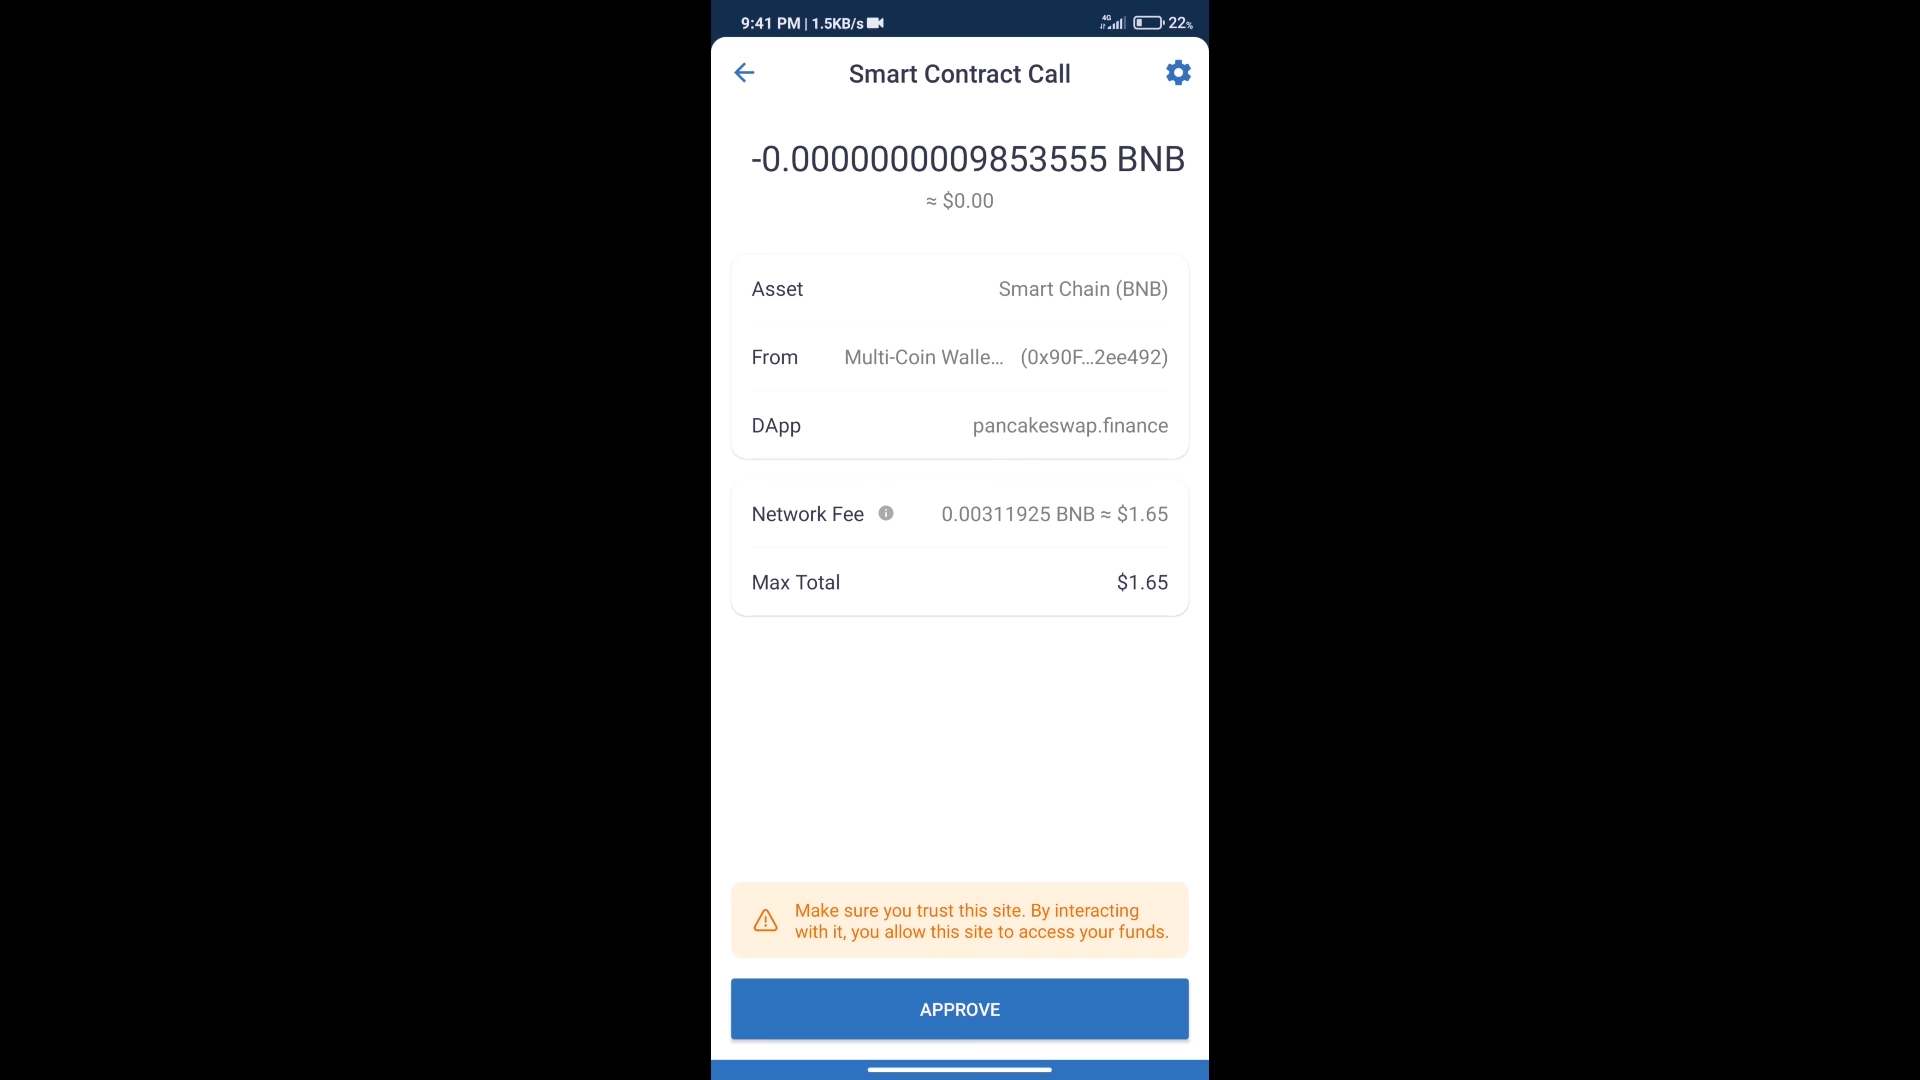 9:41 PM | 1.5KB/s 4G 22%
Smart Contract Call
-0.0000000009853555 BNB
≈ $0.00
Asset Smart Chain (BNB)
From Multi-Coin Walle... (0x90F...2ee492)
DApp pancakeswap.finance
Network Fee 0.00311925 BNB ≈ $1.65
Max Total $1.65
Make sure you trust this site. By interacting
with it, you allow this site to access your funds.
APPROVE